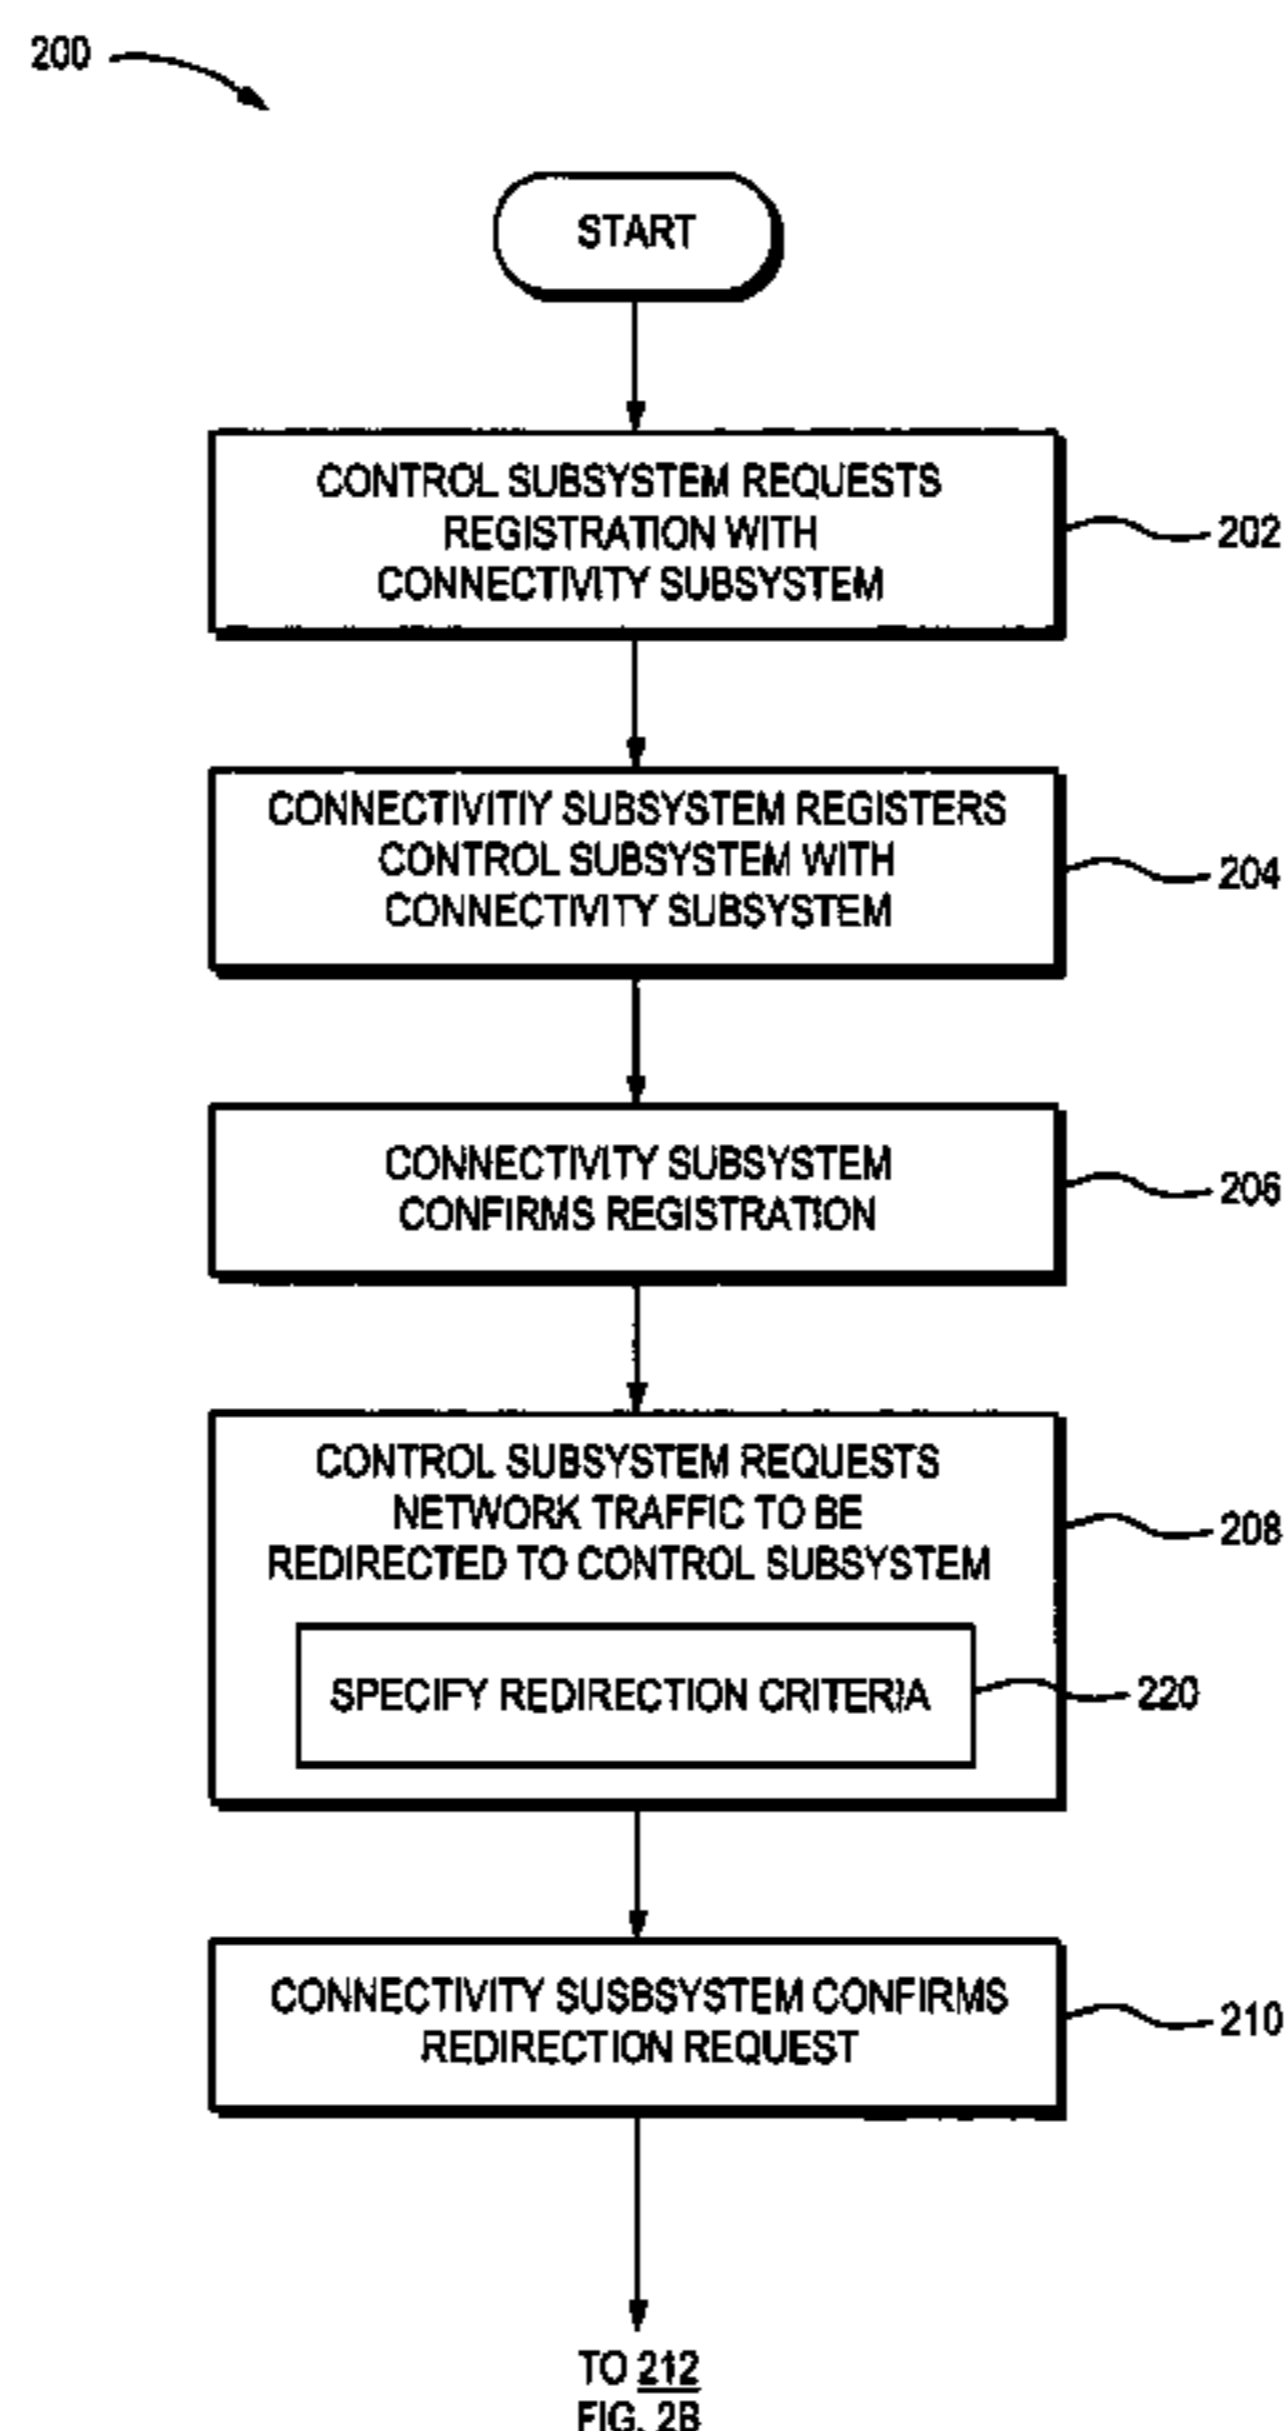 200
START
CONTROL SUBSYSTEM REQUESTS
REGISTRATION WITH
CONNECTIVITY SUBSYSTEM
202
CONNECTIVITIY SUBSYSTEM REGISTERS
CONTROL SUBSYSTEM WITH
CONNECTIVITY SUBSYSTEM
204
CONNECTIVITY SUBSYSTEM
CONFIRMS REGISTRATION
206
CONTROL SUBSYSTEM REQUESTS
NETWORK TRAFFIC TO BE
REDIRECTED TO CONTROL SUBSYSTEM
208
SPECIFY REDIRECTION CRITERIA
220
CONNECTIVITY SUSBSYSTEM CONFIRMS
REDIRECTION REQUEST
210
TO 212
FIG. 2B